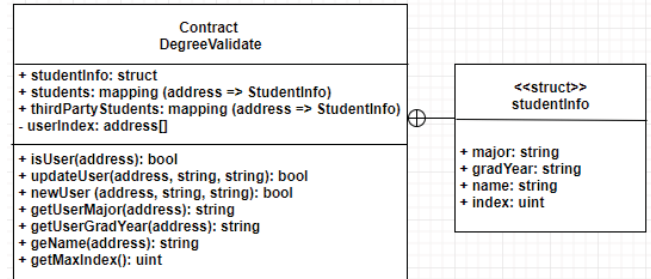 Contract
DegreeValidate
+ studentInfo: struct
+ students: mapping (address => StudentInfo)
+ thirdPartyStudents: mapping (address => StudentInfo)
- userIndex: address[]
+ isUser(address): bool
+ updateUser(address, string, string): bool
+ newUser (address, string, string): bool
+ getUserMajor(address): string
+ getUserGradYear(address): string
+ geName(address): string
+ getMaxIndex(): uint
<<struct>>
studentInfo
+ major: string
+ gradYear: string
+ name: string
+ index: uint